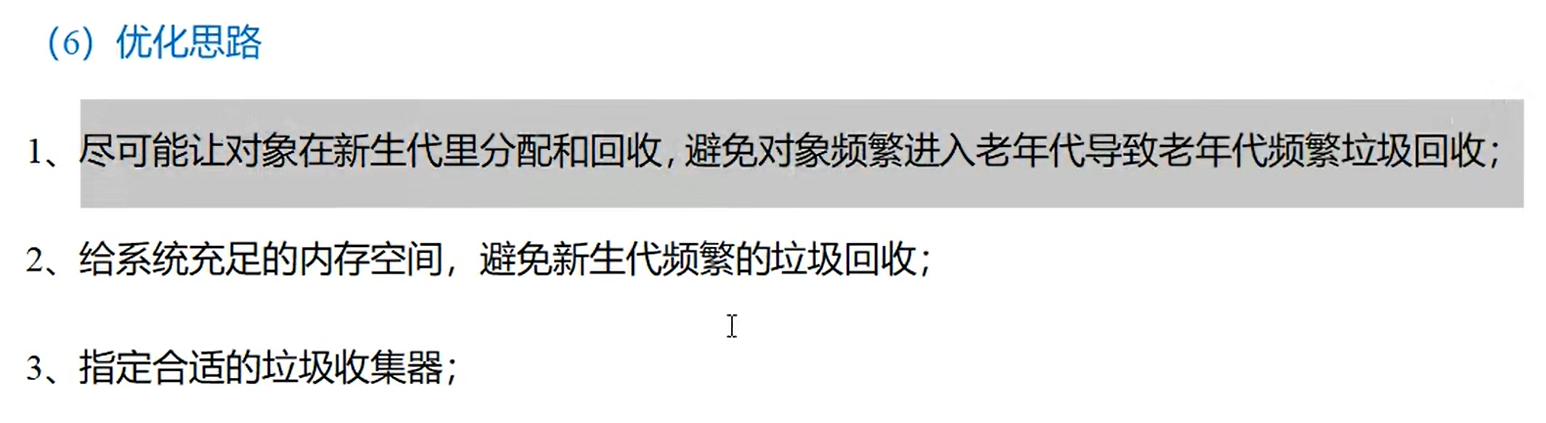 （6）优化思路
1、尽可能让对象在新生代里分配和回收,避免对象频繁进入老年代导致老年代频繁垃圾回收；
2、给系统充足的内存空间，避免新生代频繁的垃圾回收；
3、指定合适的垃圾收集器；